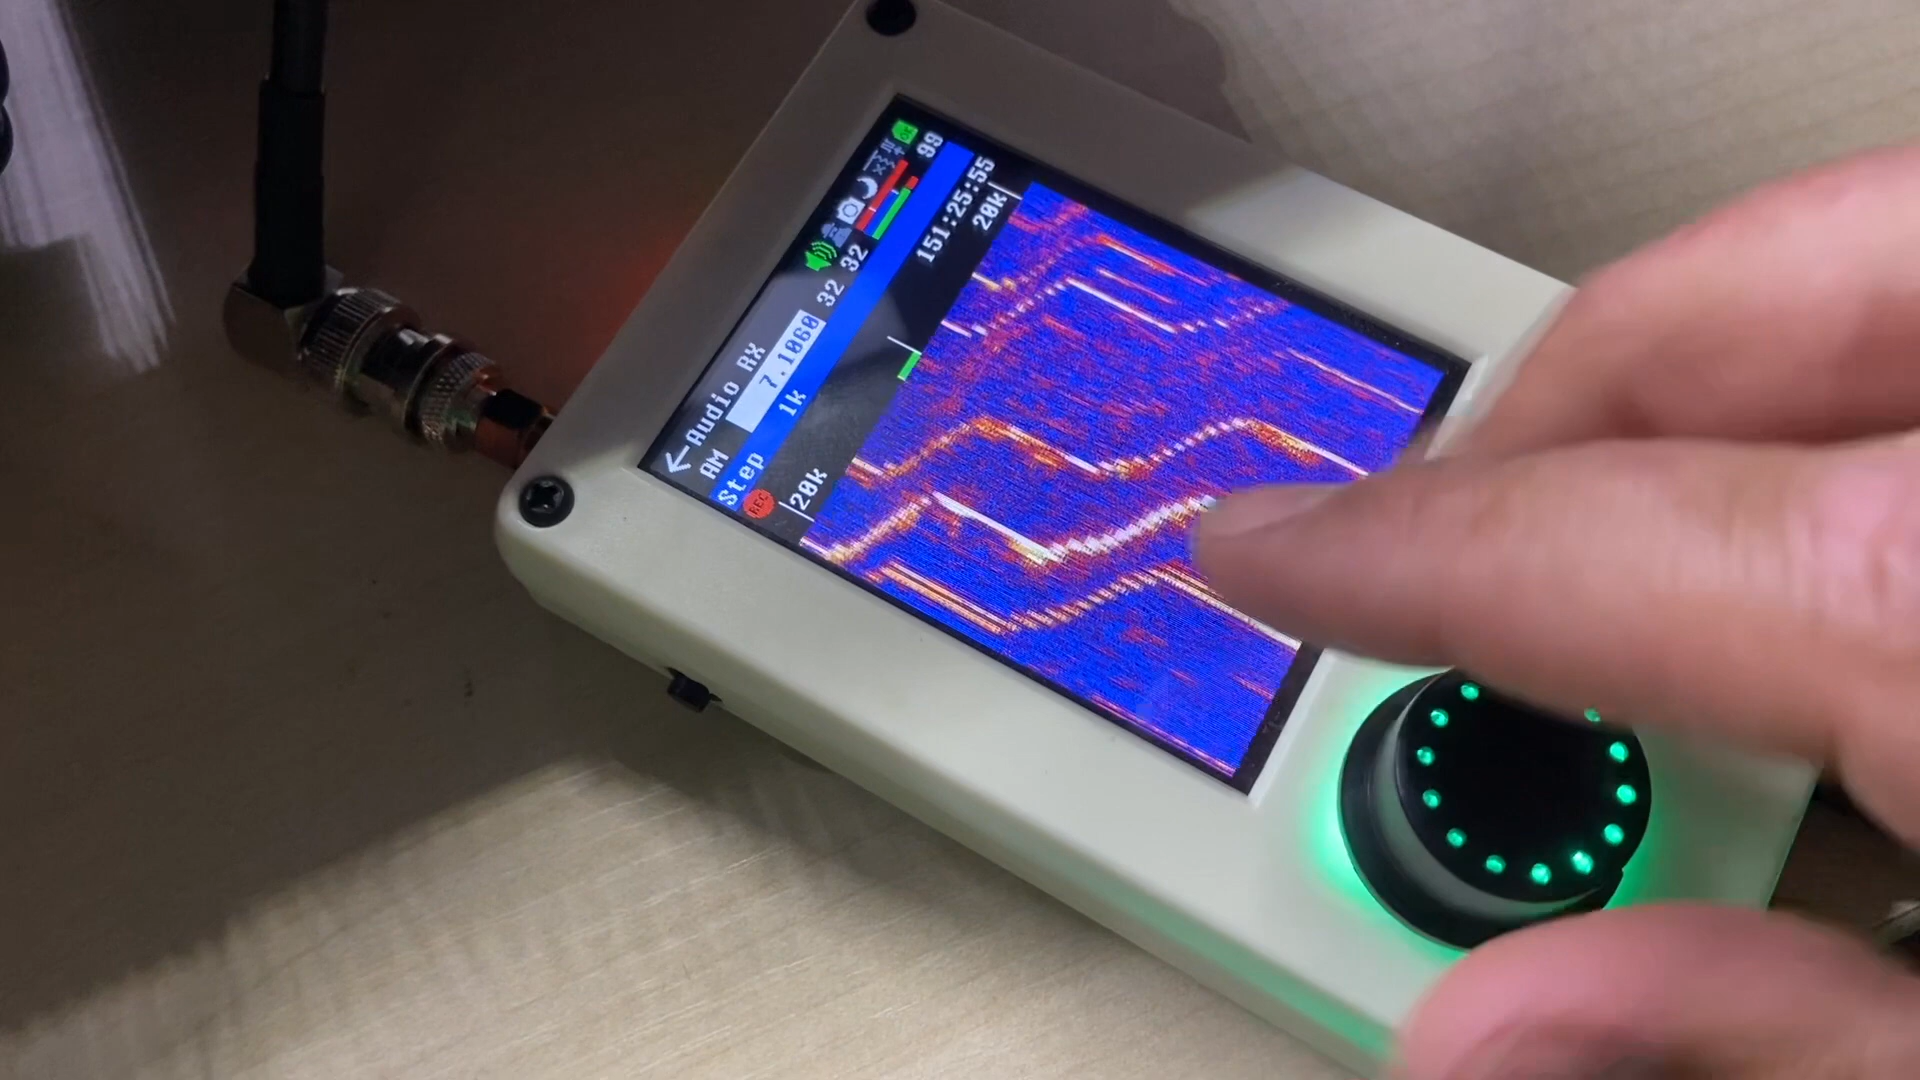 ← Audio RX
AM 7.1060 32 32 99
Step 1k
REC 151:25:55
20k 20k